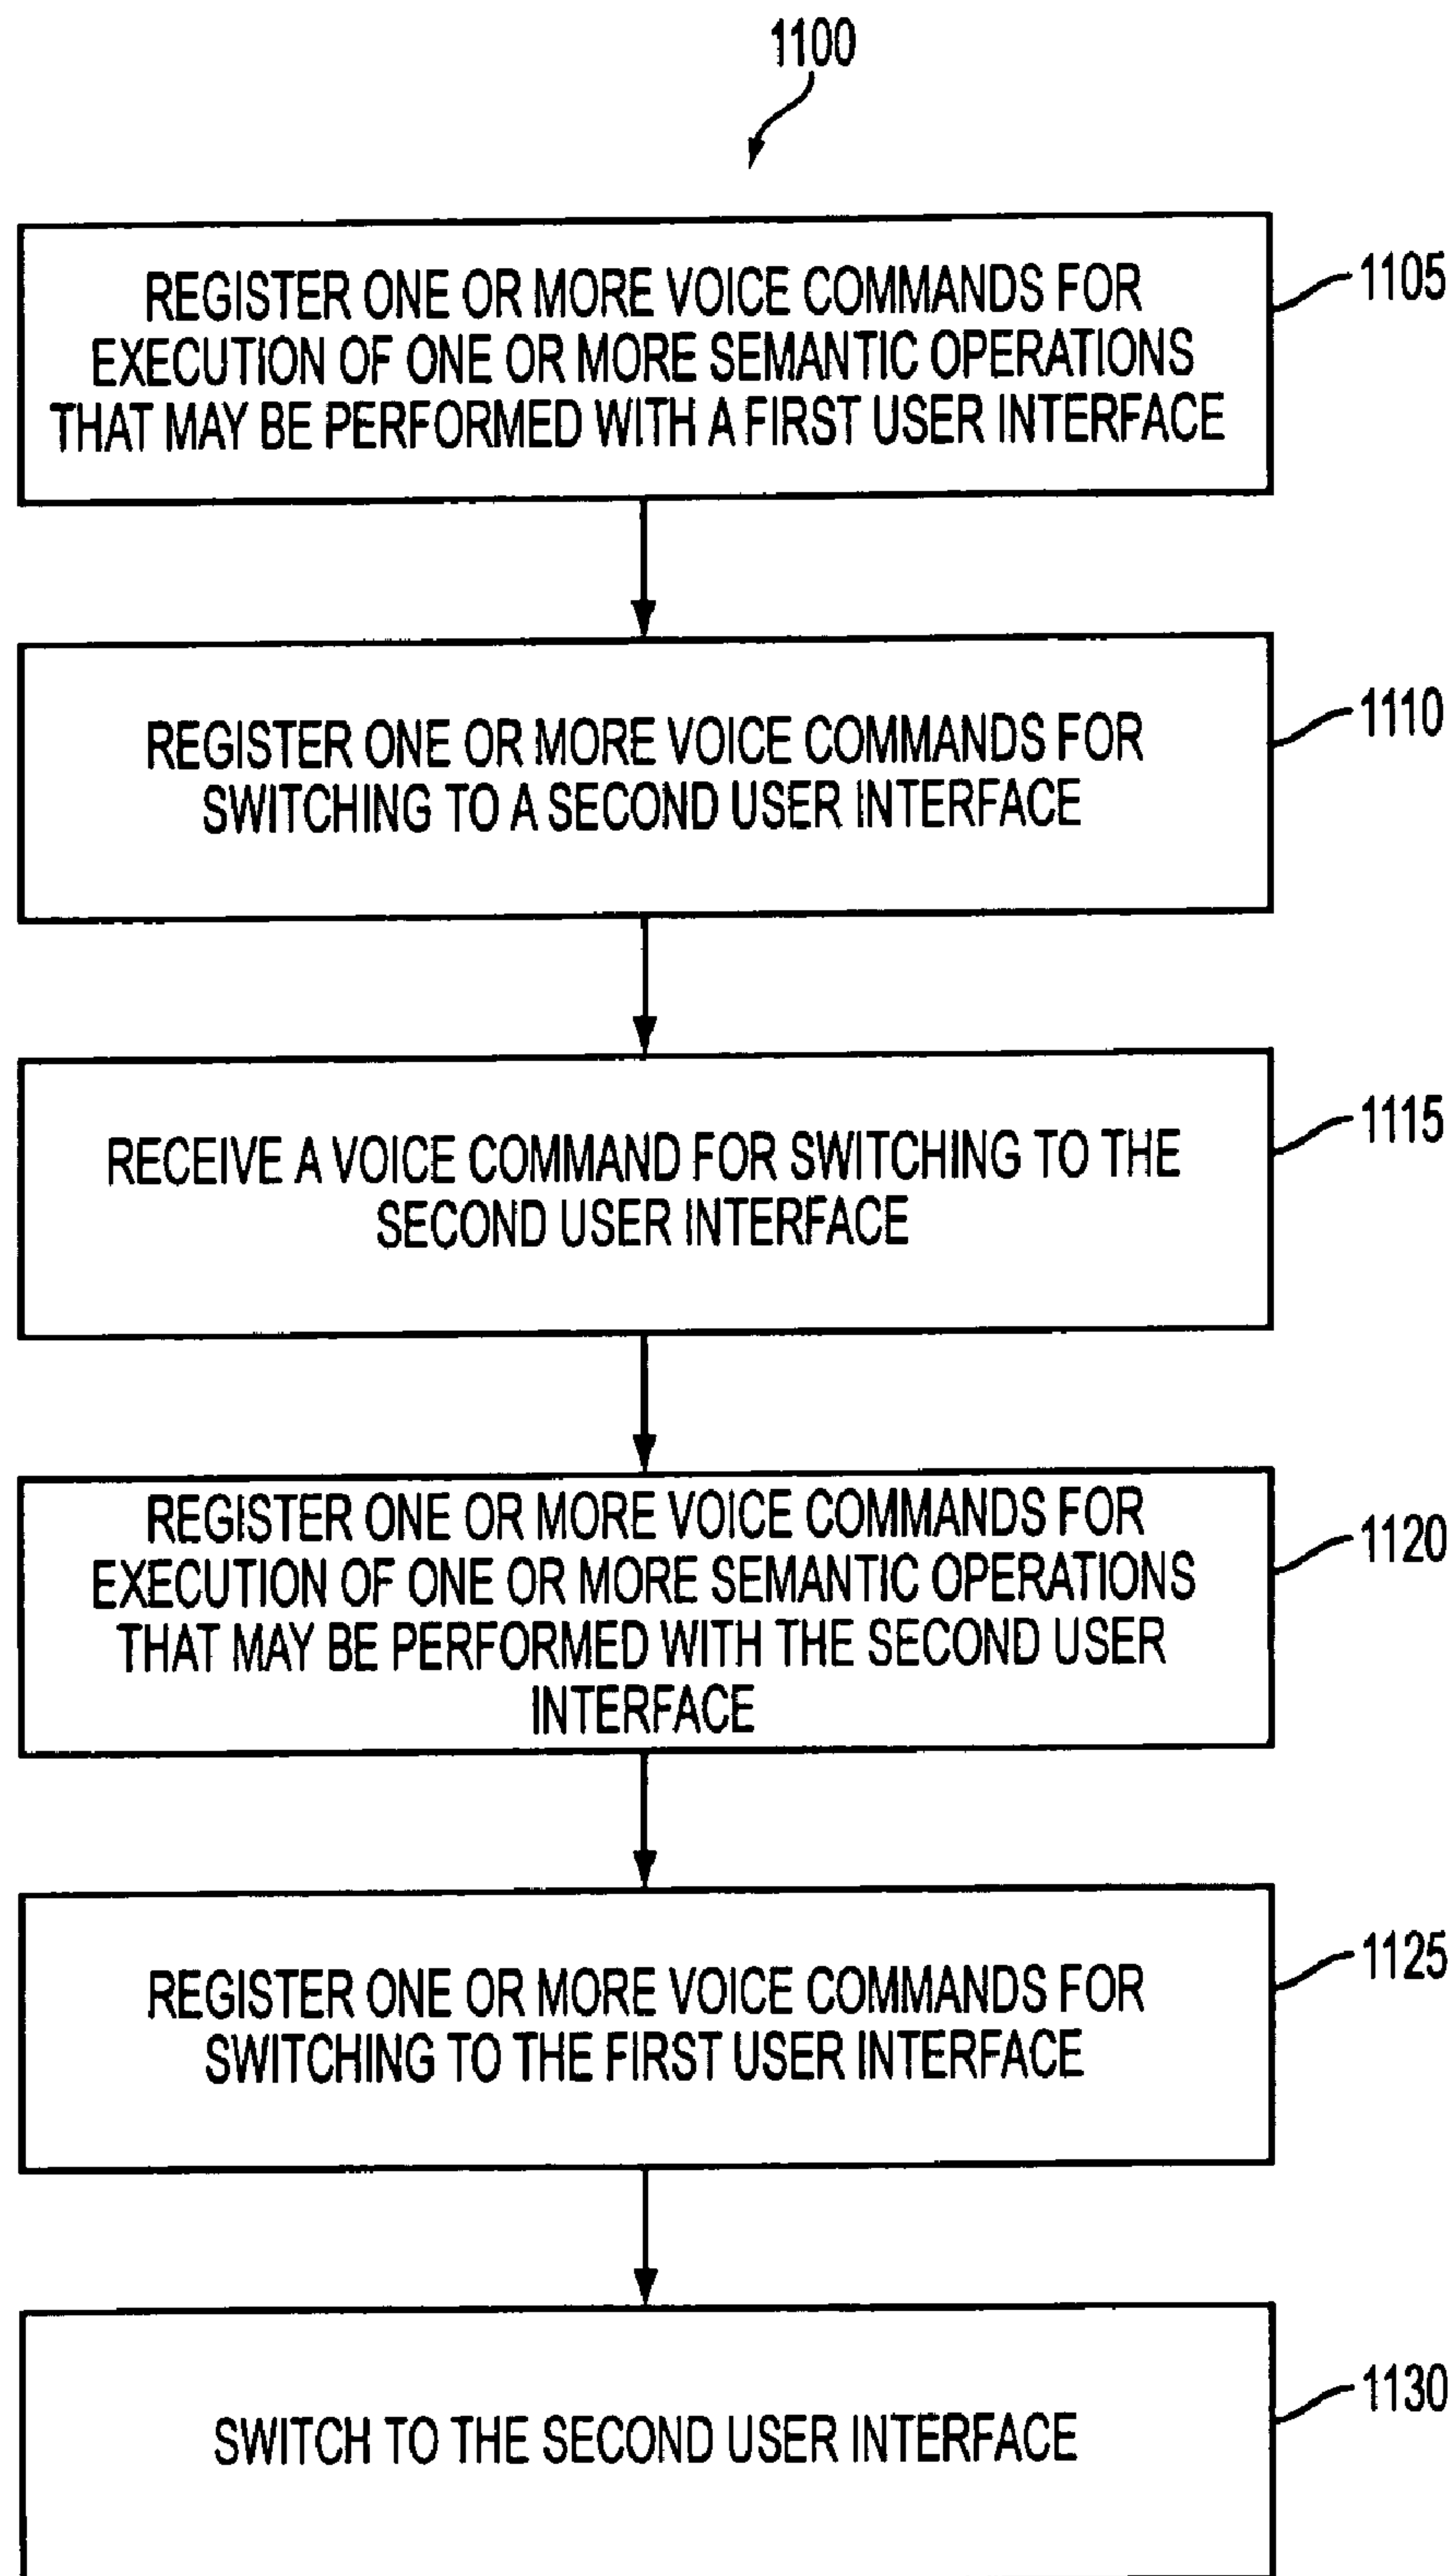 1100
REGISTER ONE OR MORE VOICE COMMANDS FOR
EXECUTION OF ONE OR MORE SEMANTIC OPERATIONS
THAT MAY BE PERFORMED WITH A FIRST USER INTERFACE
1105
REGISTER ONE OR MORE VOICE COMMANDS FOR
SWITCHING TO A SECOND USER INTERFACE
1110
RECEIVE A VOICE COMMAND FOR SWITCHING TO THE
SECOND USER INTERFACE
1115
REGISTER ONE OR MORE VOICE COMMANDS FOR
EXECUTION OF ONE OR MORE SEMANTIC OPERATIONS
THAT MAY BE PERFORMED WITH THE SECOND USER
INTERFACE
1120
REGISTER ONE OR MORE VOICE COMMANDS FOR
SWITCHING TO THE FIRST USER INTERFACE
1125
SWITCH TO THE SECOND USER INTERFACE
1130